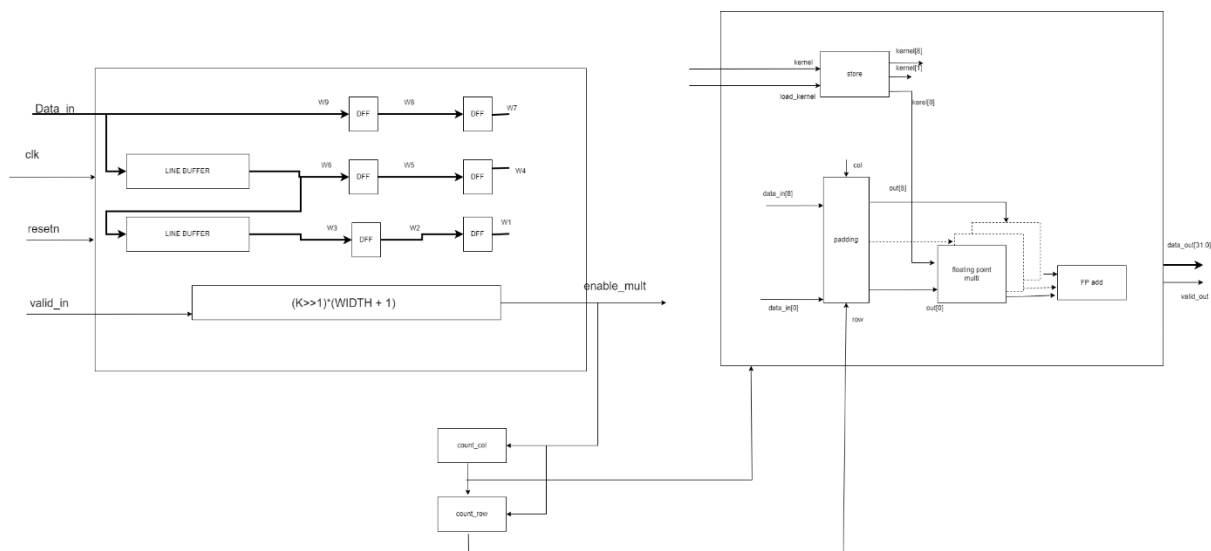 Data_in
W9
DFF
W8
DFF
W7
clk
LINE BUFFER
W6
DFF
W5
DFF
W4
resetn
LINE BUFFER
W3
DFF
W2
DFF
W1
valid_in
(K>>1)*(WIDTH + 1)
enable_mult
count_col
count_row
kernel
load_kernel
store
kernel[8]
kernel[1]
kerel[0]
col
data_in[8]
out[8]
padding
floating point
multi
FP add
data_in[0]
out[0]
row
data_out[31:0]
valid_out